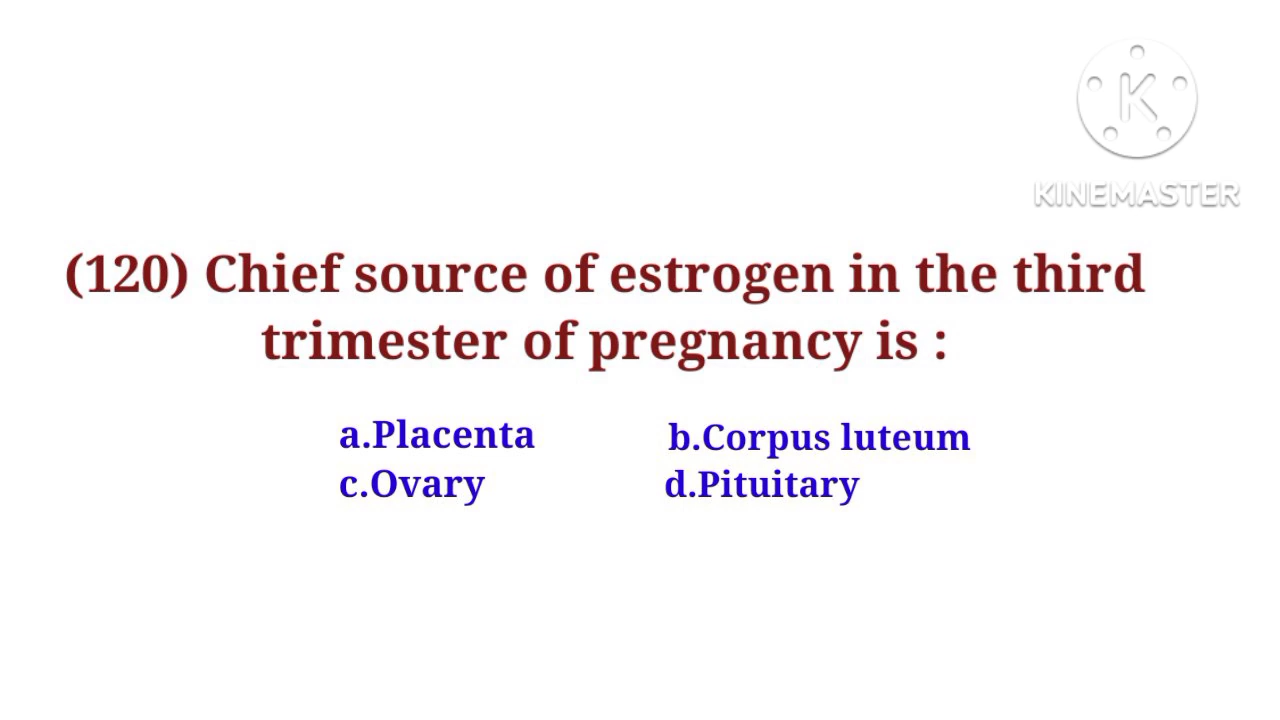 K
KINEMASTER
(120) Chief source of estrogen in the third
trimester of pregnancy is :
a.Placenta b.Corpus luteum
c.Ovary d.Pituitary